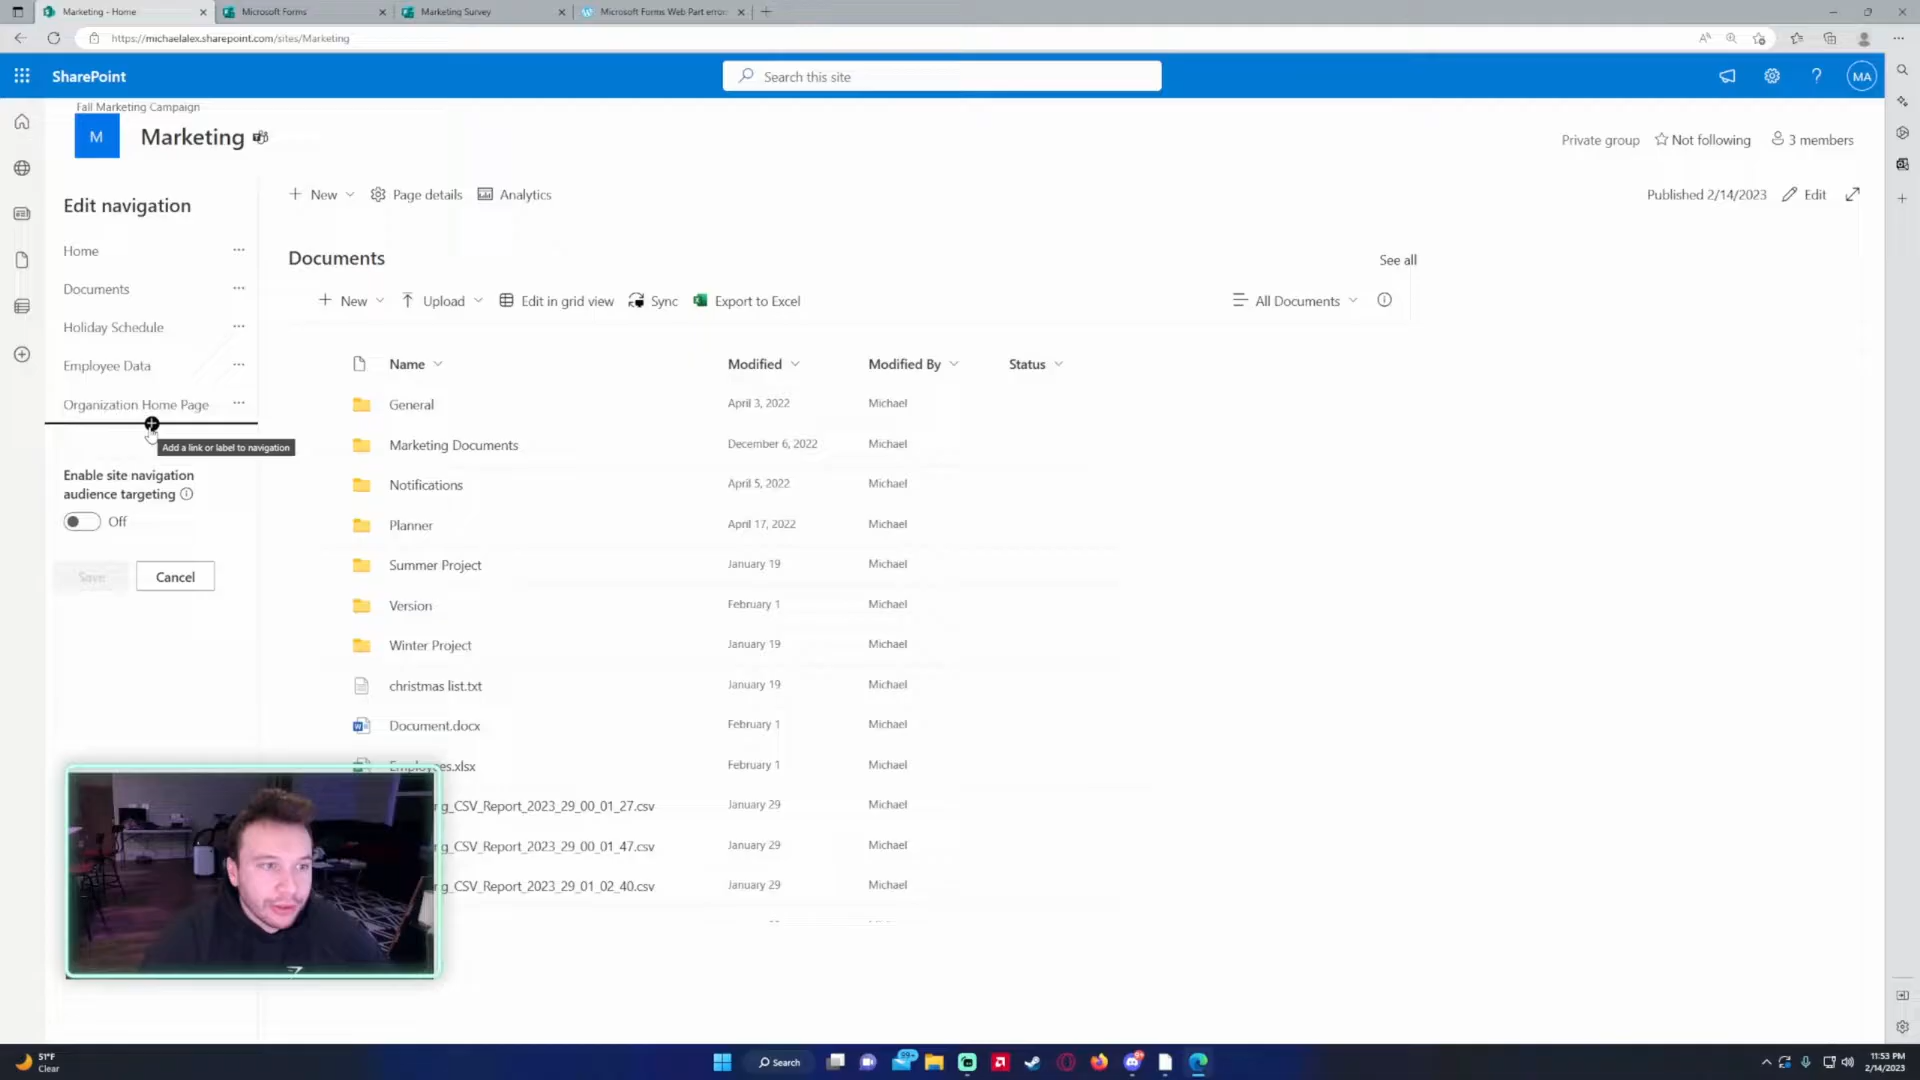 Marketing - Home
Microsoft Forms
Marketing Survey
Microsoft Forms Web Part error
https://michaelalex.sharepoint.com/sites/Marketing
SharePoint
Search this site
MA
Fall Marketing Campaign
M
Marketing
Private group
Not following
3 members
Edit navigation
New
Page details
Analytics
Published 2/14/2023
Edit
Home
Documents
Holiday Schedule
Employee Data
Organization Home Page
Add a link or label to navigation
Enable site navigation
audience targeting
Off
Save
Cancel
Documents
See all
New
Upload
Edit in grid view
Sync
Export to Excel
All Documents
Name
Modified
Modified By
Status
General
April 3, 2022
Michael
Marketing Documents
December 6, 2022
Michael
Notifications
April 5, 2022
Michael
Planner
April 17, 2022
Michael
Summer Project
January 19
Michael
Version
February 1
Michael
Winter Project
January 19
Michael
christmas list.txt
January 19
Michael
Document.docx
February 1
Michael
Employees.xlsx
February 1
Michael
g_CSV_Report_2023_29_00_01_27.csv
January 29
Michael
g_CSV_Report_2023_29_00_01_47.csv
January 29
Michael
g_CSV_Report_2023_29_01_02_40.csv
January 29
Michael
51°F
Clear
Search
99+
11:53 PM
2/14/2023